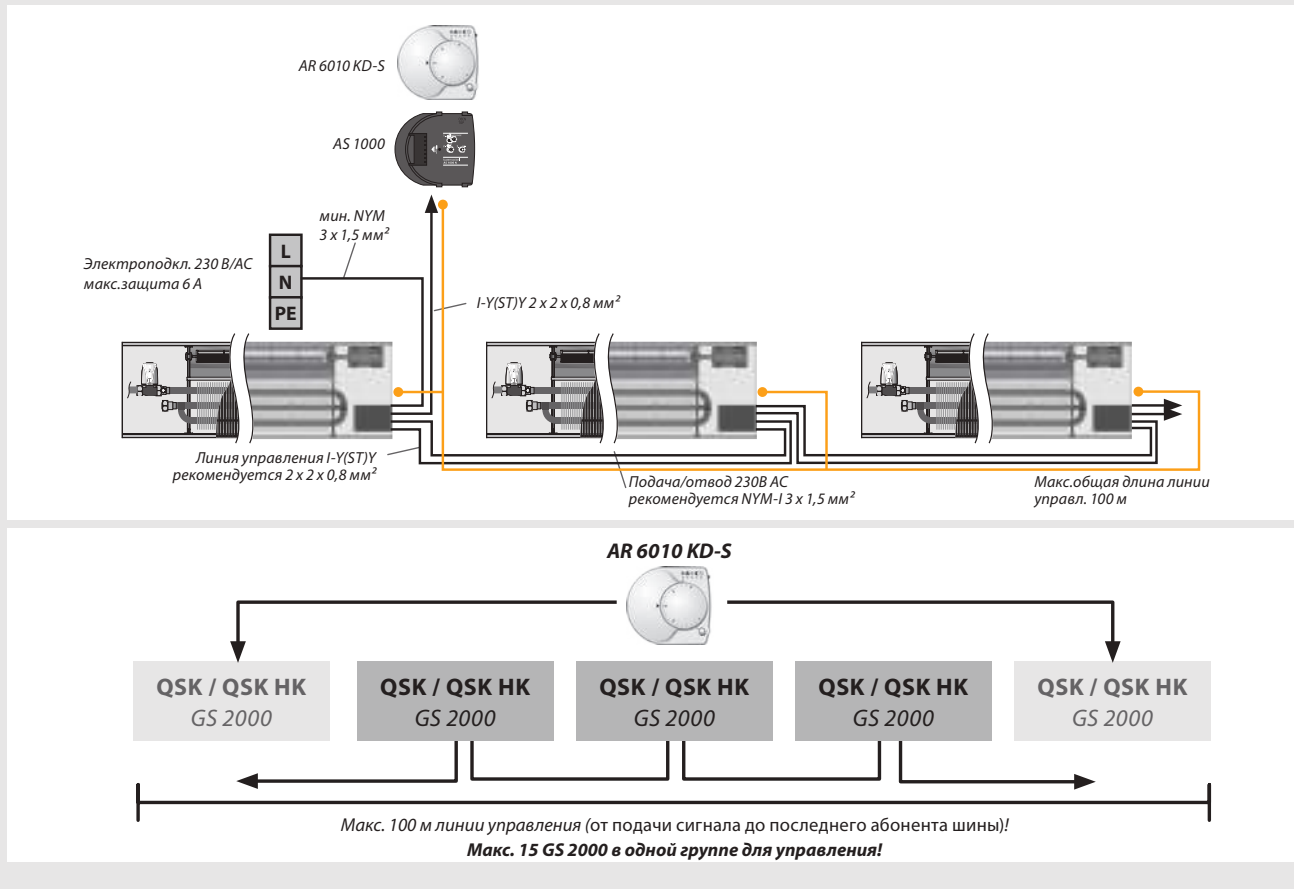 AR 6010 KD-S
AS 1000
мин. NYM
3 x 1,5 мм²
Электроподкл. 230 В/AC
макс.защита 6 А
L
N
PE
I-Y(ST)Y 2 x 2 x 0,8 мм²
Линия управления I-Y(ST)Y
рекомендуется 2 x 2 x 0,8 мм²
Подача/отвод 230В AC
рекомендуется NYM-I 3 x 1,5 мм²
Макс.общая длина линии
управл. 100 м
AR 6010 KD-S
QSK / QSK HK
GS 2000
QSK / QSK HK
GS 2000
QSK / QSK HK
GS 2000
QSK / QSK HK
GS 2000
QSK / QSK HK
GS 2000
Макс. 100 м линии управления (от подачи сигнала до последнего абонента шины)!
Макс. 15 GS 2000 в одной группе для управления!